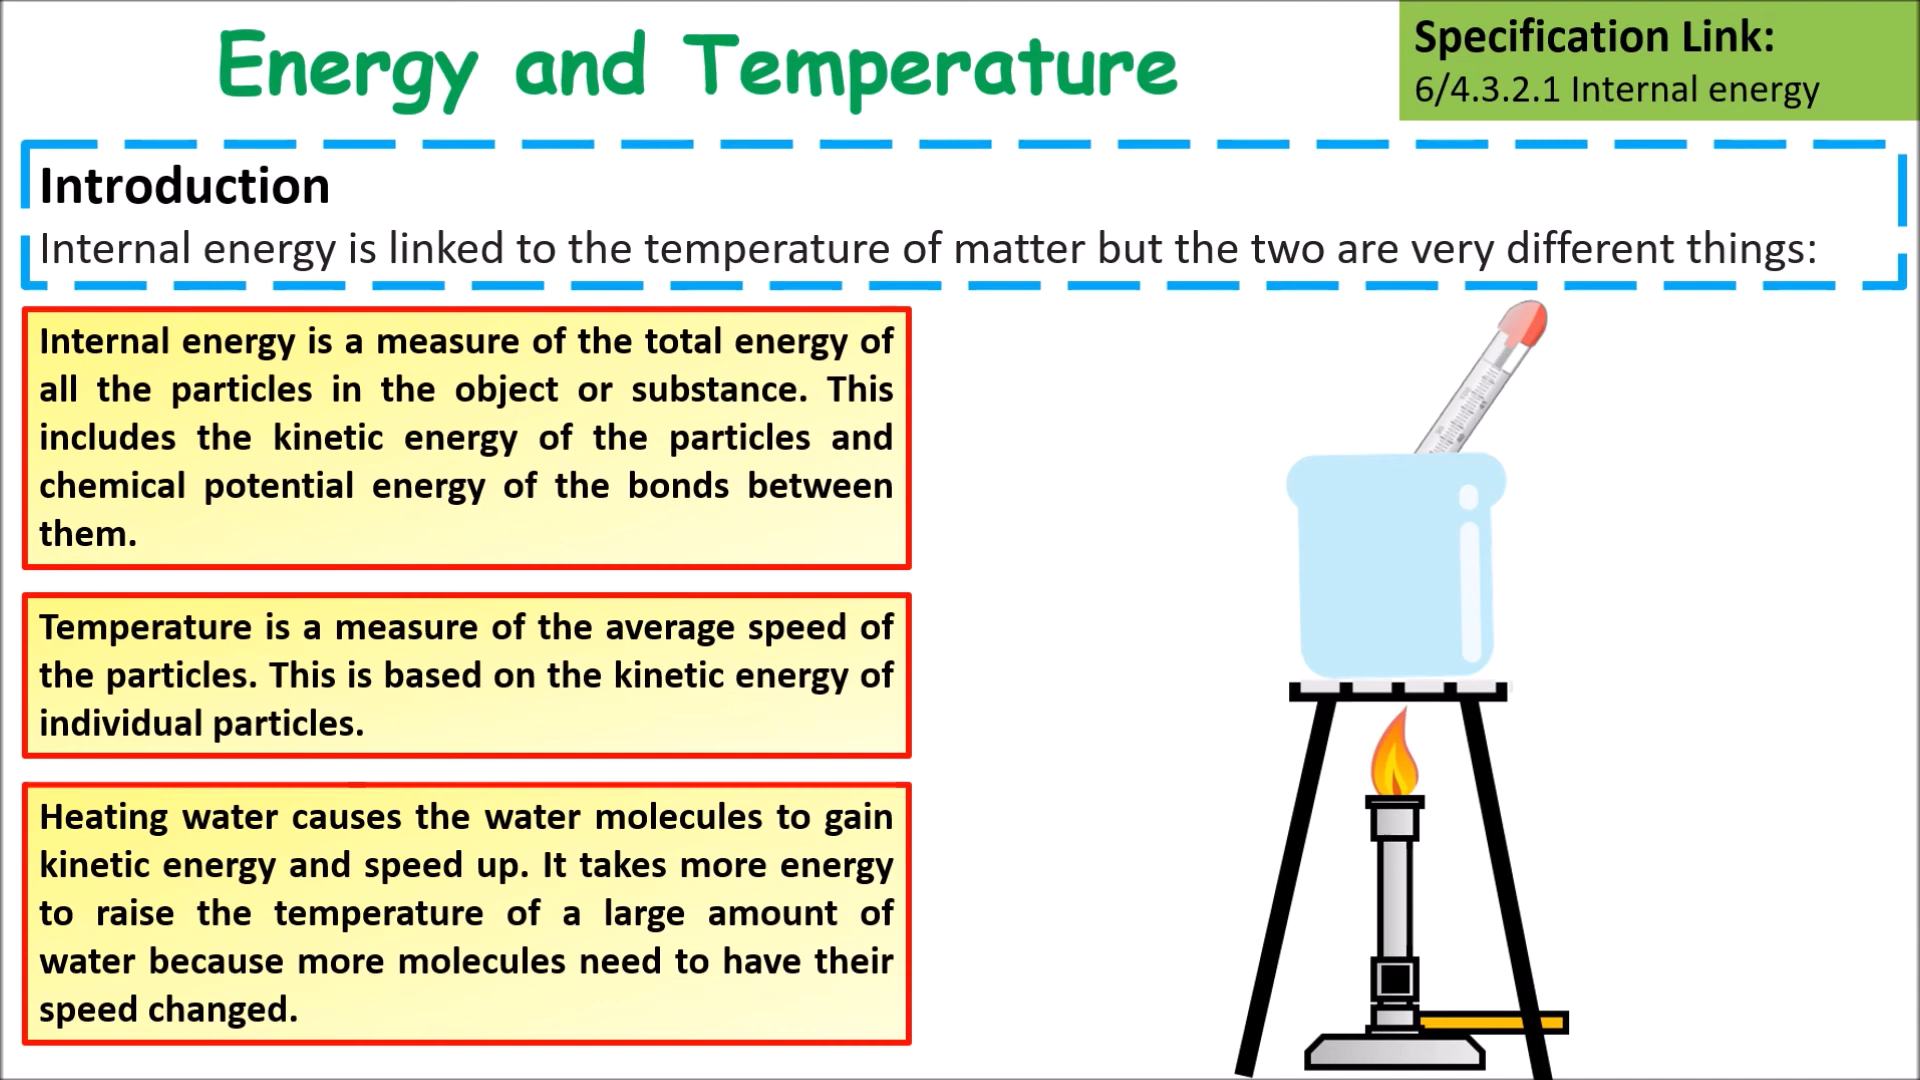 Energy and Temperature
Specification Link:
6/4.3.2.1 Internal energy
Introduction
Internal energy is linked to the temperature of matter but the two are very different things:
Internal energy is a measure of the total energy of
all the particles in the object or substance. This
includes the kinetic energy of the particles and
chemical potential energy of the bonds between
them.
Temperature is a measure of the average speed of
the particles. This is based on the kinetic energy of
individual particles.
Heating water causes the water molecules to gain
kinetic energy and speed up. It takes more energy
to raise the temperature of a large amount of
water because more molecules need to have their
speed changed.